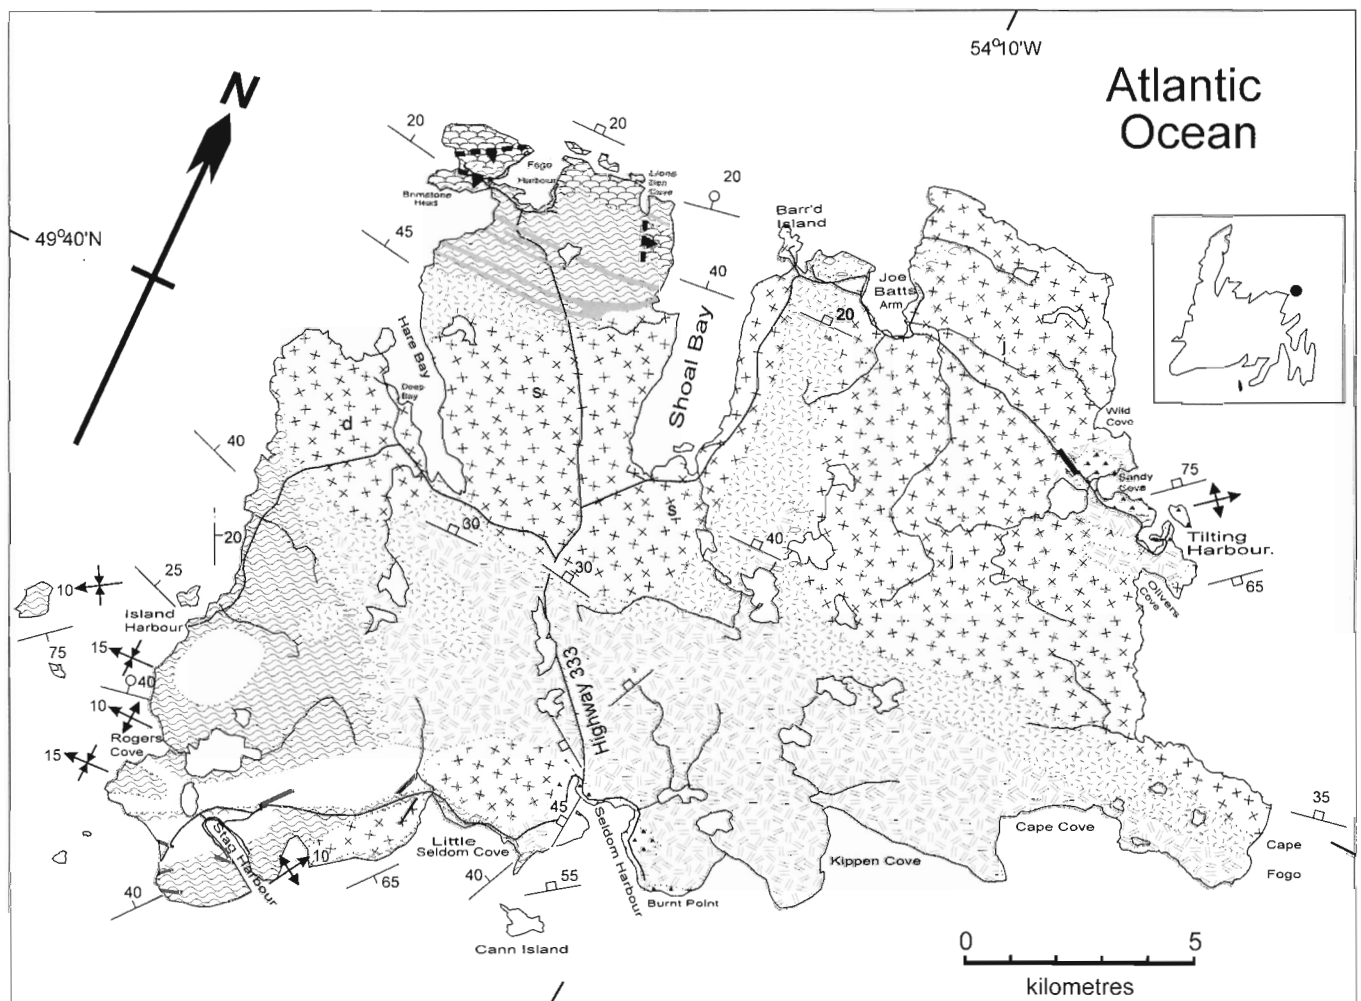 54°10'W
Atlantic
Ocean
N
20
20
Fogo
Harbour
Lions
Den
Cove
20
Brimstone
Head
Barr'd
Island
49°40'N
45
40
Joe
Batts
Arm
20
Hare Bay
Shoal Bay
j
Deep
Bay
s
Wild
Cove
d
40
75
Sandy
Cove
s
30
20
40
Tilting
Harbour.
j
25
30
10
65
Olivers
Cove
Island
Harbour
15
75
40
10
Highway 333
Rogers
Cove
15
35
45
Seldom Harbour
Cape Cove
Stag Harbour
Little
Seldom Cove
Cape
Fogo
10
Kippen Cove
65
40
55
40
Burnt Point
Cann Island
0
5
kilometres